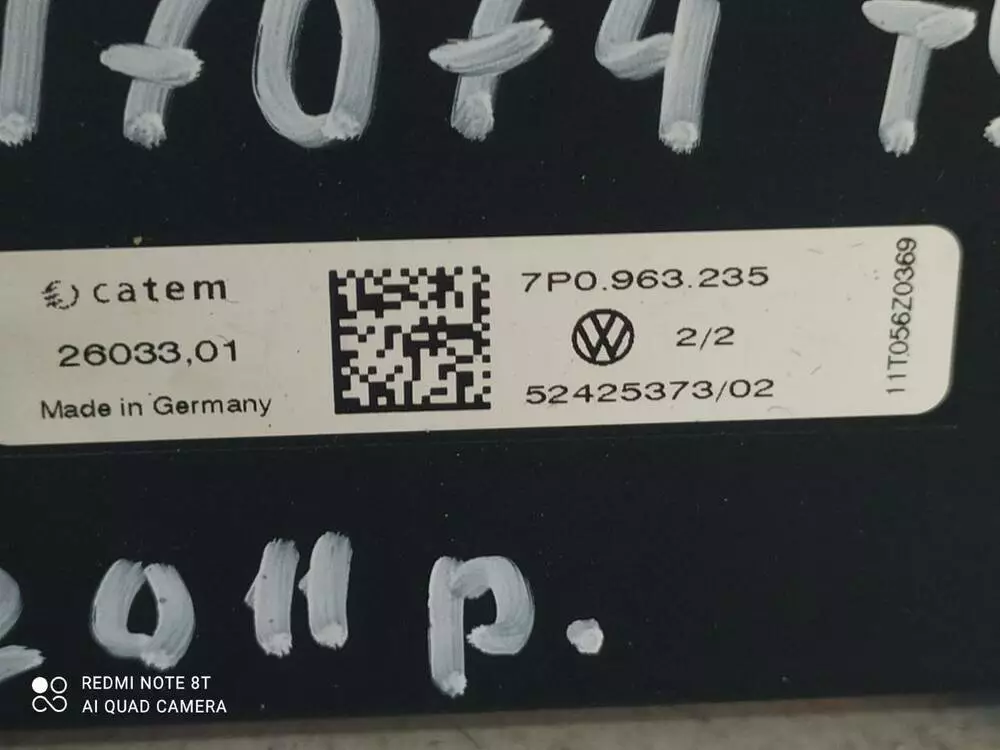 17074 T
catem
26033,01
Made in Germany
7P0.963.235
2/2
52425373/02
11T056Z0369
2011р.
REDMI NOTE 8T
AI QUAD CAMERA